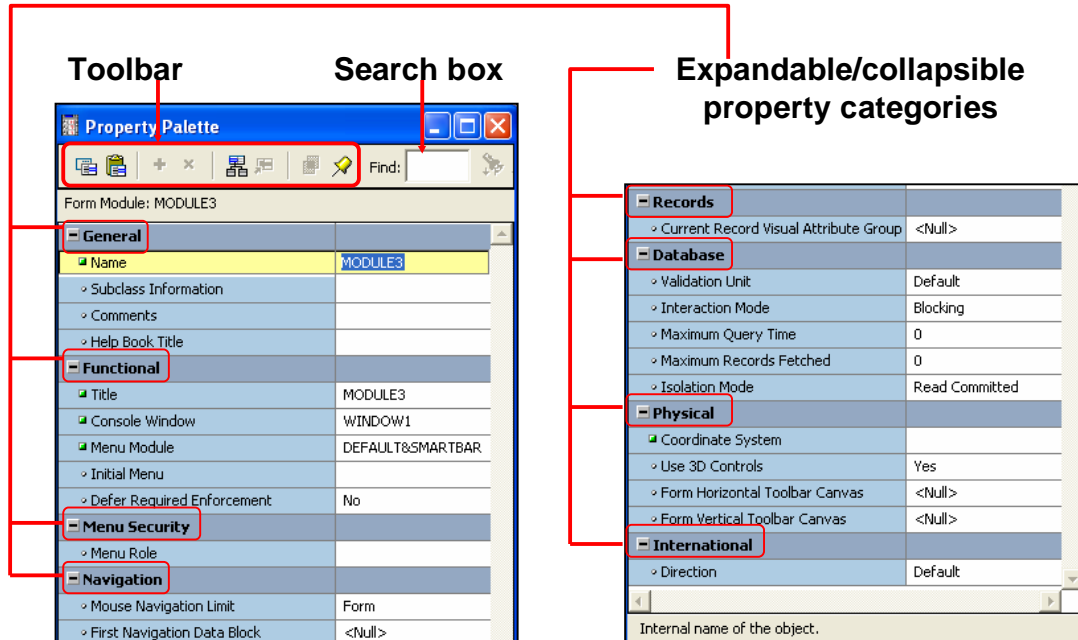 Toolbar
Search box
Expandable/collapsible
property categories
Property Palette
Find:
Form Module: MODULE3
General
Name MODULE3
Subclass Information
Comments
Help Book Title
Functional
Title MODULE3
Console Window WINDOW1
Menu Module DEFAULT&SMARTBAR
Initial Menu
Defer Required Enforcement No
Menu Security
Menu Role
Navigation
Mouse Navigation Limit Form
First Navigation Data Block <Null>
Records
Current Record Visual Attribute Group <Null>
Database
Validation Unit Default
Interaction Mode Blocking
Maximum Query Time 0
Maximum Records Fetched 0
Isolation Mode Read Committed
Physical
Coordinate System
Use 3D Controls Yes
Form Horizontal Toolbar Canvas <Null>
Form Vertical Toolbar Canvas <Null>
International
Direction Default
Internal name of the object.